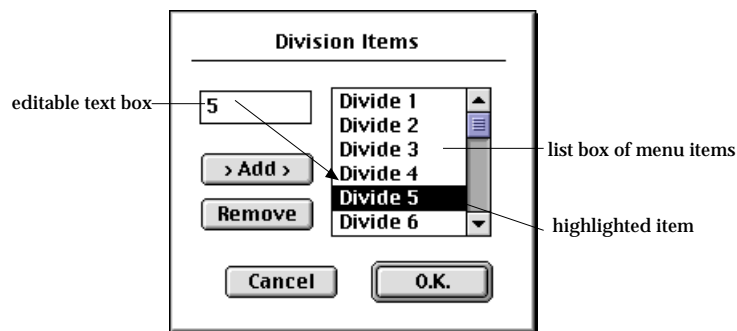 Division Items
editable text box
5
Divide 1
Divide 2
Divide 3
Divide 4
Divide 5
Divide 6
list box of menu items
> Add >
Remove
highlighted item
Cancel
O.K.